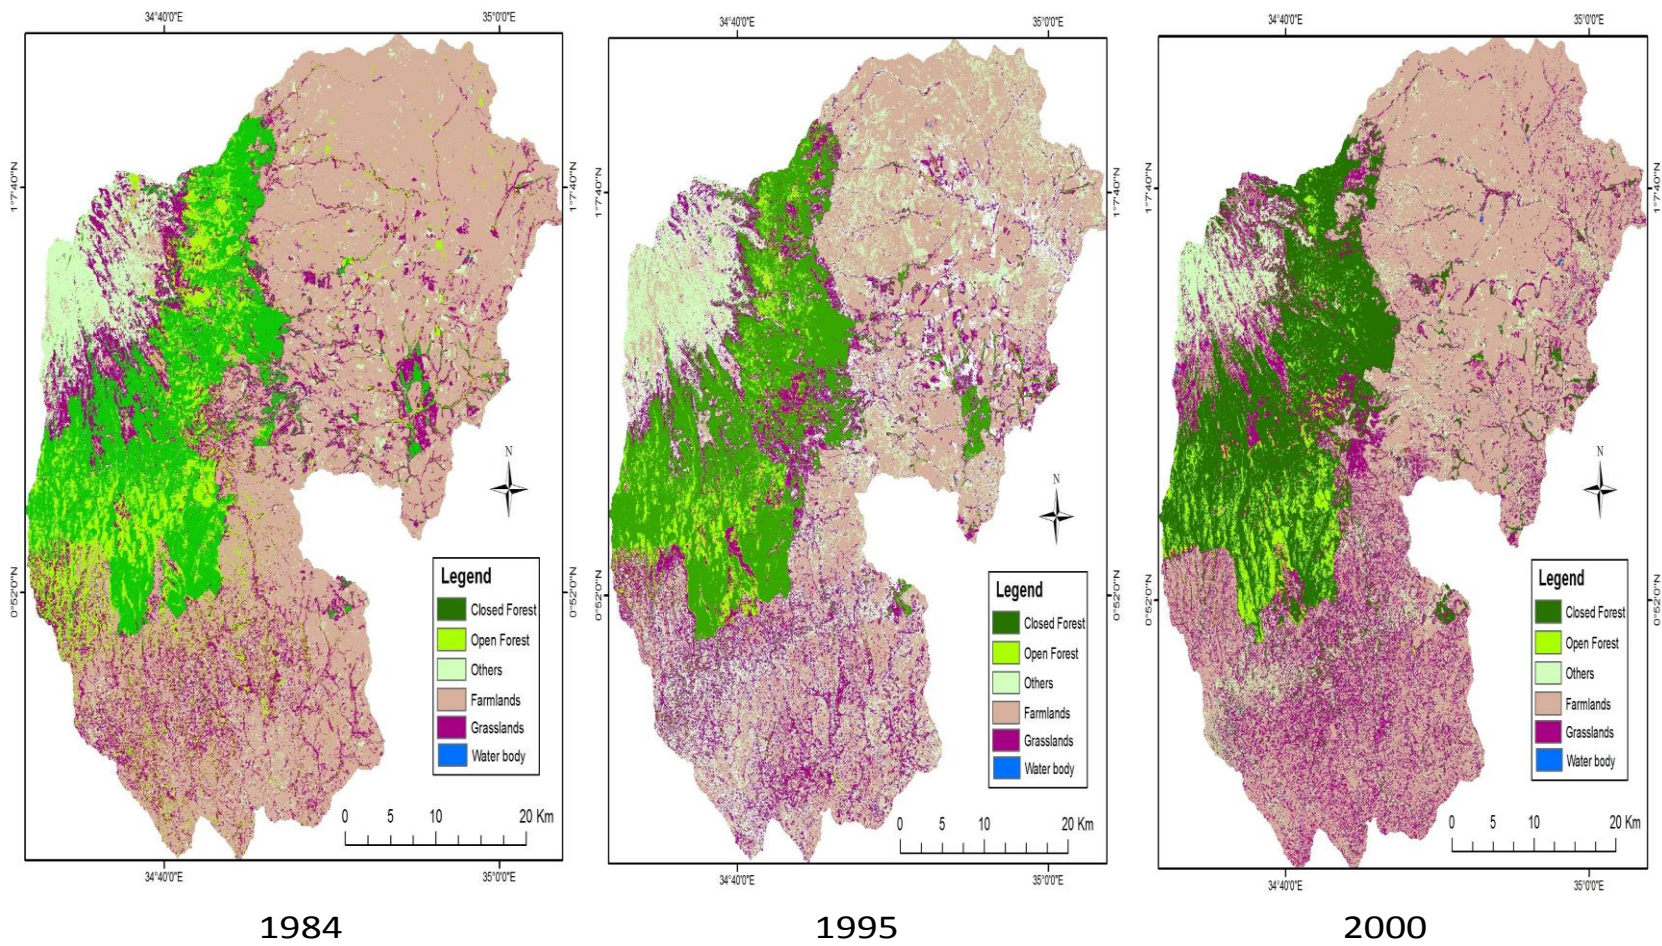 34°40'0"E 35°0'0"E
1°7'40"N
0°52'0"N
N
Legend
Closed Forest
Open Forest
Others
Farmlands
Grasslands
Water body
0 5 10 20 Km
34°40'0"E 35°0'0"E
1984
34°40'0"E 35°0'0"E
1°7'40"N 1°7'40"N
0°52'0"N 0°52'0"N
N
Legend
Closed Forest
Open Forest
Others
Farmlands
Grasslands
Water body
0 5 10 20 Km
34°40'0"E 35°0'0"E
1995
34°40'0"E 35°0'0"E
1°7'40"N 1°7'40"N
0°52'0"N 0°52'0"N
N
Legend
Closed Forest
Open Forest
Others
Farmlands
Grasslands
Water body
0 5 10 20 Km
34°40'0"E 35°0'0"E
2000